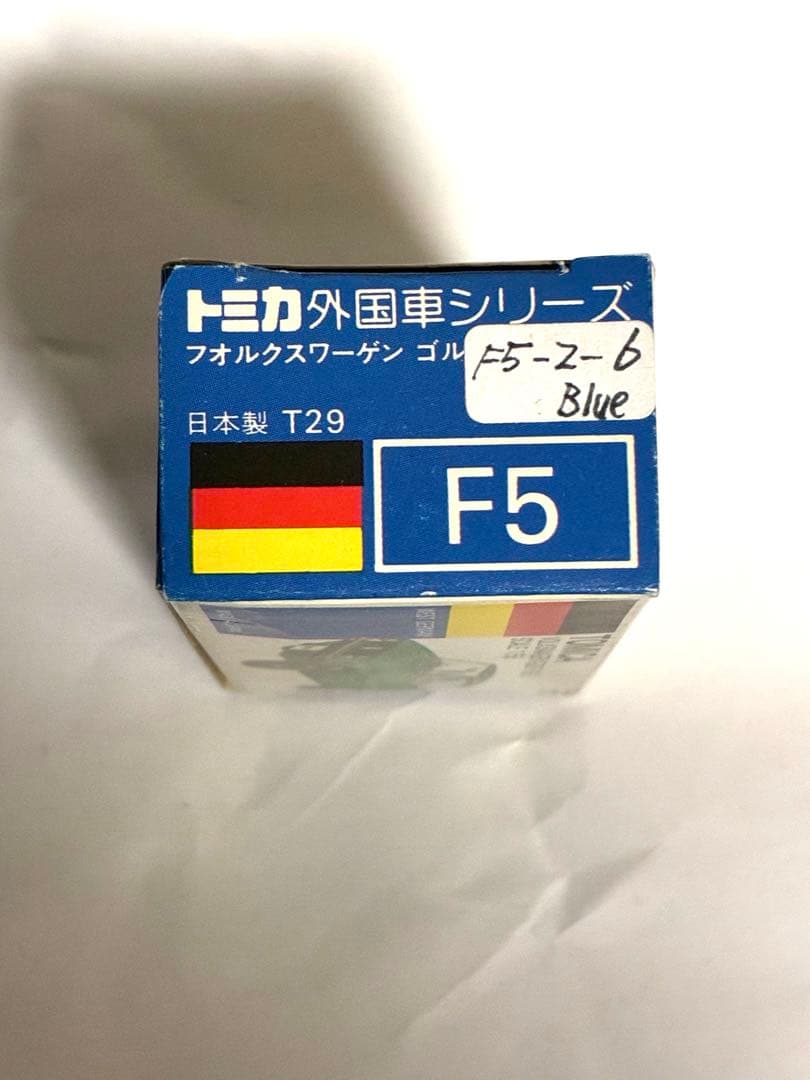 トミカ外国車シリーズ
フオルクスワーゲン ゴル
F5-2-6
Blue
日本製 T29
F5